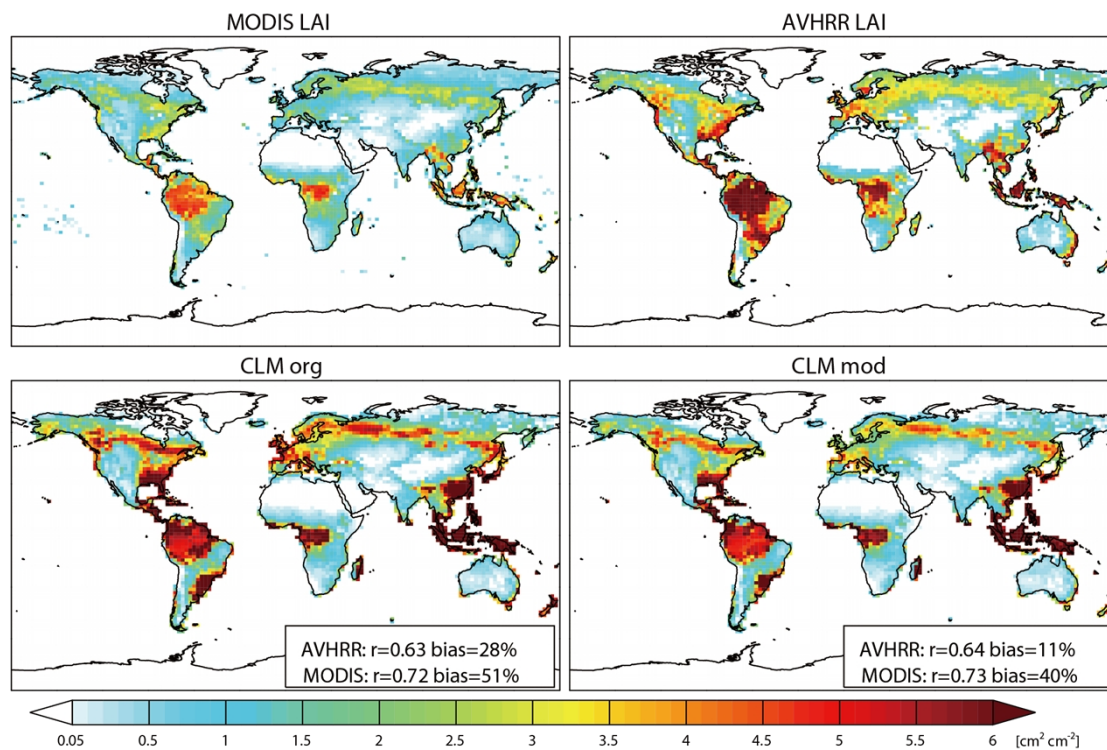 MODIS LAI
AVHRR LAI
CLM org
CLM mod
AVHRR: r=0.63 bias=28%
MODIS: r=0.72 bias=51%
AVHRR: r=0.64 bias=11%
MODIS: r=0.73 bias=40%
0.05 0.5 1 1.5 2 2.5 3 3.5 4 4.5 5 5.5 6 [cm² cm⁻²]